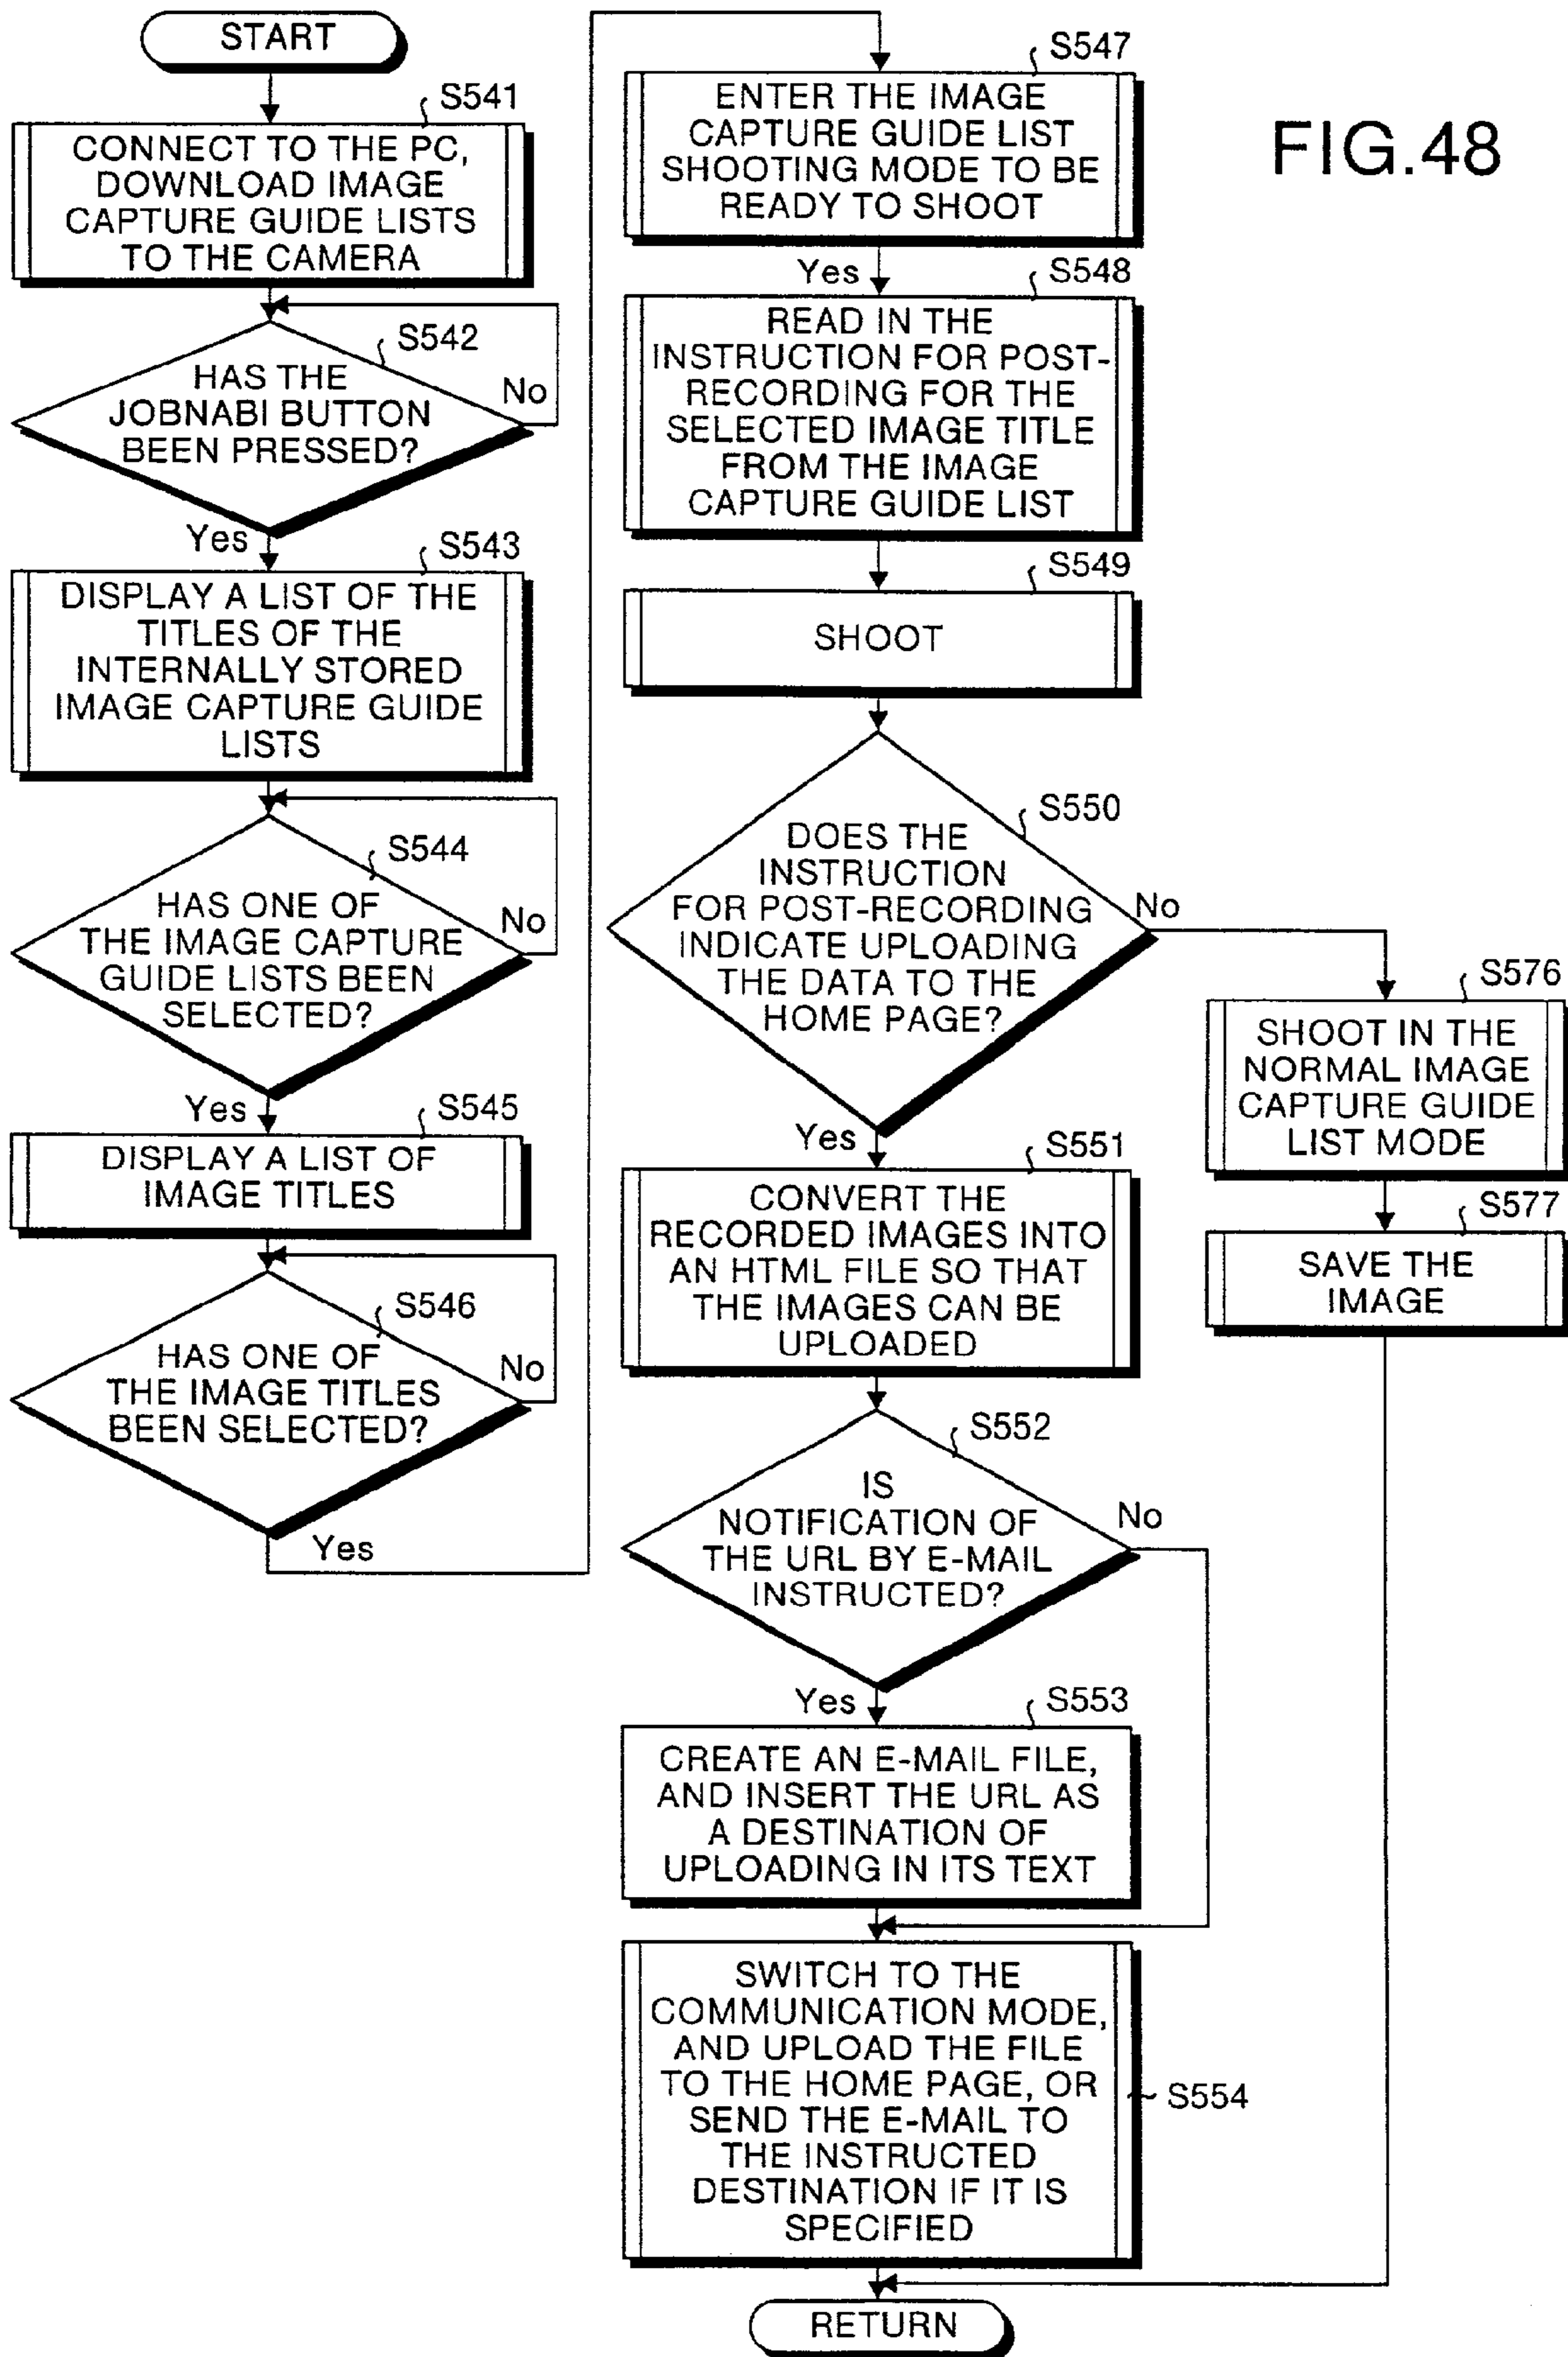 START
S541
CONNECT TO THE PC,
DOWNLOAD IMAGE
CAPTURE GUIDE LISTS
TO THE CAMERA
S542
HAS THE
JOBNABI BUTTON
BEEN PRESSED?
No
Yes
S543
DISPLAY A LIST OF THE
TITLES OF THE
INTERNALLY STORED
IMAGE CAPTURE GUIDE
LISTS
S544
HAS ONE OF
THE IMAGE CAPTURE
GUIDE LISTS BEEN
SELECTED?
No
Yes
S545
DISPLAY A LIST OF
IMAGE TITLES
S546
HAS ONE OF
THE IMAGE TITLES
BEEN SELECTED?
No
Yes
S547
ENTER THE IMAGE
CAPTURE GUIDE LIST
SHOOTING MODE TO BE
READY TO SHOOT
Yes
S548
READ IN THE
INSTRUCTION FOR POST-
RECORDING FOR THE
SELECTED IMAGE TITLE
FROM THE IMAGE
CAPTURE GUIDE LIST
S549
SHOOT
S550
DOES THE
INSTRUCTION
FOR POST-RECORDING
INDICATE UPLOADING
THE DATA TO THE
HOME PAGE?
No
Yes
S551
CONVERT THE
RECORDED IMAGES INTO
AN HTML FILE SO THAT
THE IMAGES CAN BE
UPLOADED
S552
IS
NOTIFICATION OF
THE URL BY E-MAIL
INSTRUCTED?
No
Yes
S553
CREATE AN E-MAIL FILE,
AND INSERT THE URL AS
A DESTINATION OF
UPLOADING IN ITS TEXT
SWITCH TO THE
COMMUNICATION MODE,
AND UPLOAD THE FILE
TO THE HOME PAGE, OR
SEND THE E-MAIL TO
THE INSTRUCTED
DESTINATION IF IT IS
SPECIFIED
S554
RETURN
FIG.48
S576
SHOOT IN THE
NORMAL IMAGE
CAPTURE GUIDE
LIST MODE
S577
SAVE THE
IMAGE